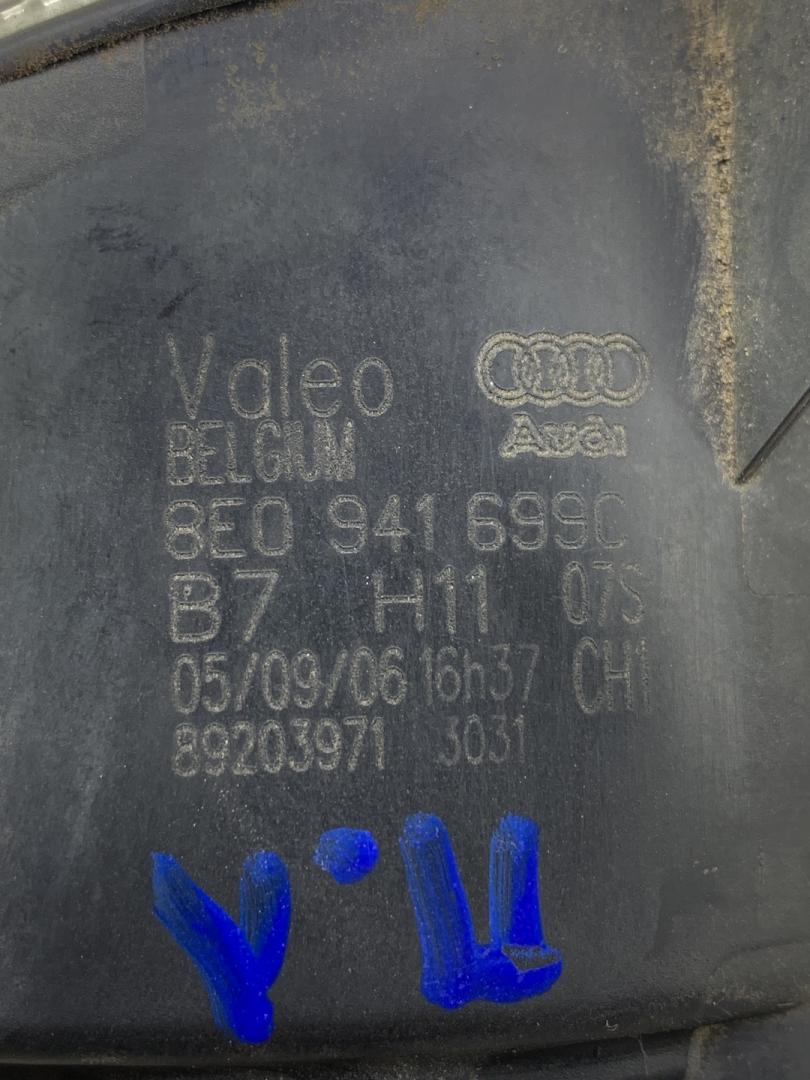 Valeo
Audi
BELGIUM
8E0 941 699C
B7 H11 07S
05/09/06 16h37 CH1
89203971 3031